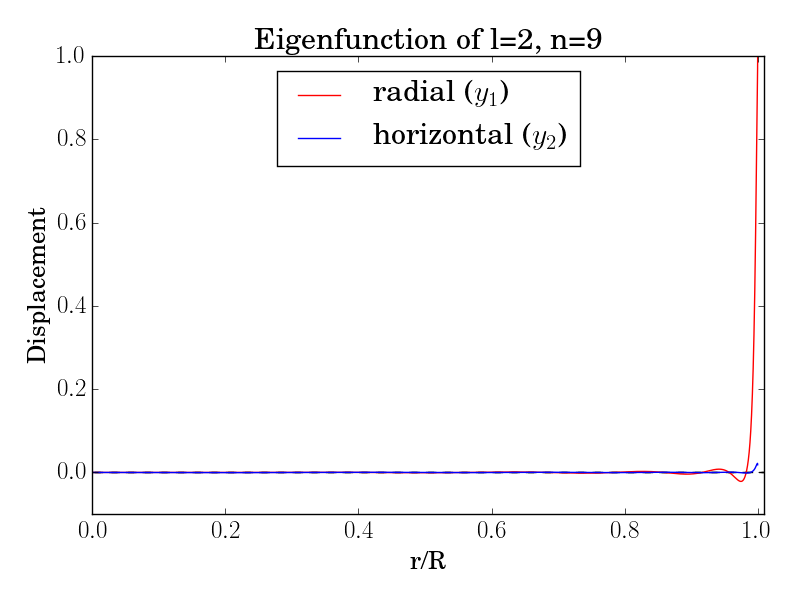 Eigenfunction of l=2, n=9
radial (y₁)
horizontal (y₂)
Displacement
1.0
0.8
0.6
0.4
0.2
0.0
0.0 0.2 0.4 0.6 0.8 1.0
r/R